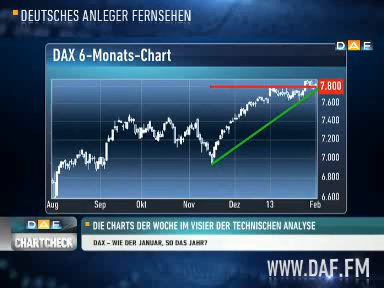 DEUTSCHES ANLEGER FERNSEHEN
DAF
DAX 6-Monats-Chart
7.800
7.600
7.400
7.200
7.000
6.800
6.600
Aug Sep Okt Nov Dez 13 Feb
DAF
CHARTCHECK
DIE CHARTS DER WOCHE IM VISIER DER TECHNISCHEN ANALYSE
DAX - WIE DER JANUAR, SO DAS JAHR?
WWW.DAF.FM